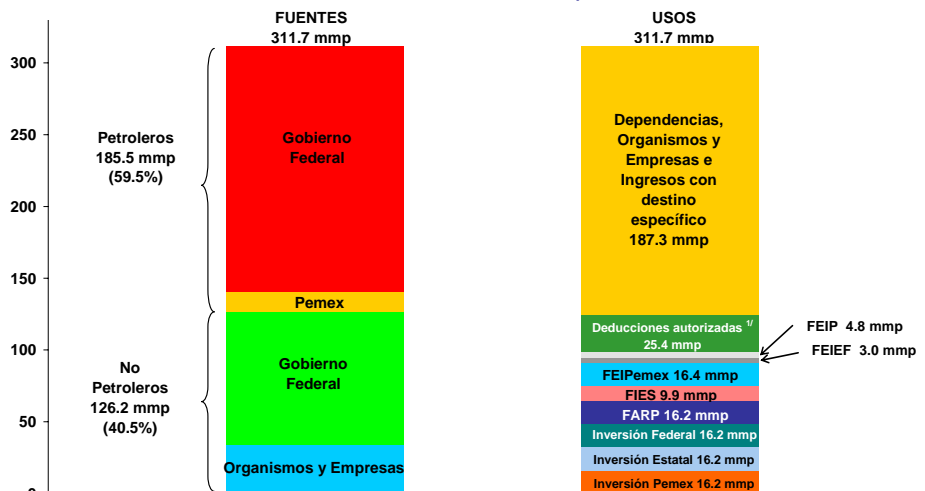 FUENTES
311.7 mmp
USOS
311.7 mmp
300
250
200
150
100
50
0
Petroleros
185.5 mmp
(59.5%)
No
Petroleros
126.2 mmp
(40.5%)
Gobierno
Federal
Pemex
Gobierno
Federal
Organismos y Empresas
Dependencias,
Organismos y
Empresas e
Ingresos con
destino
específico
187.3 mmp
Deducciones autorizadas 1/
25.4 mmp
FEIP 4.8 mmp
FEIEF 3.0 mmp
FEIPemex 16.4 mmp
FIES 9.9 mmp
FARP 16.2 mmp
Inversión Federal 16.2 mmp
Inversión Estatal 16.2 mmp
Inversión Pemex 16.2 mmp